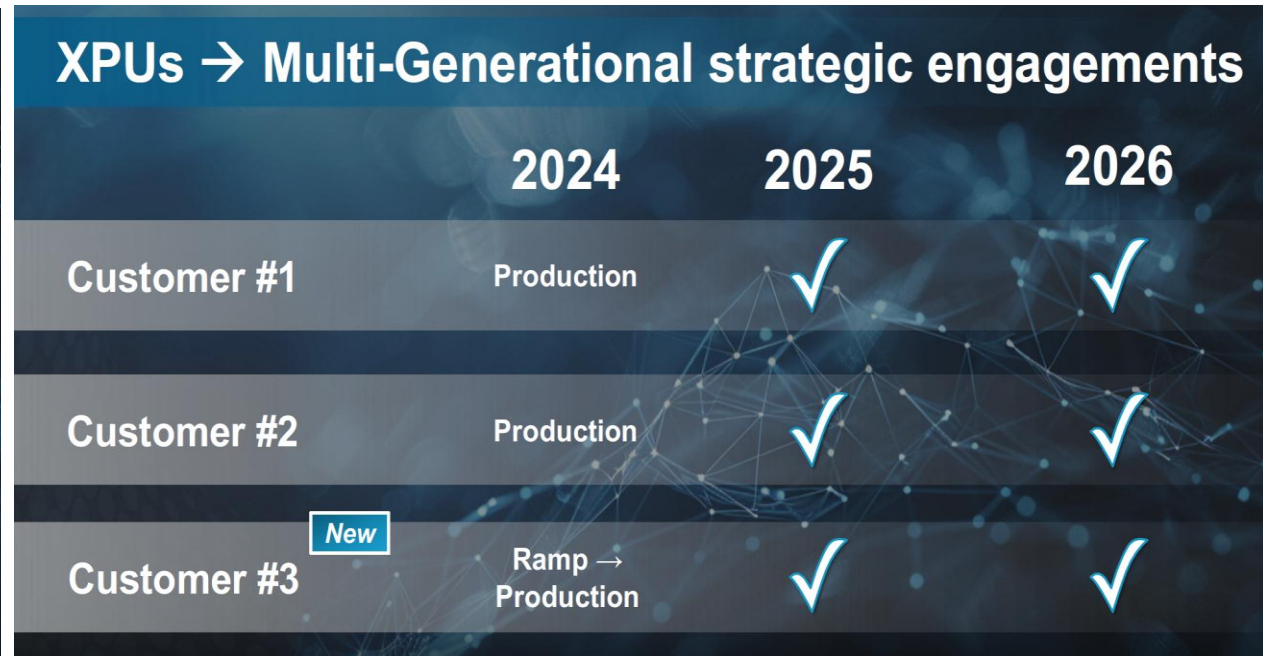 XPUs → Multi-Generational strategic engagements
2024 2025 2026
Customer #1 Production ✓ ✓
Customer #2 Production ✓ ✓
New
Customer #3 Ramp → Production ✓ ✓